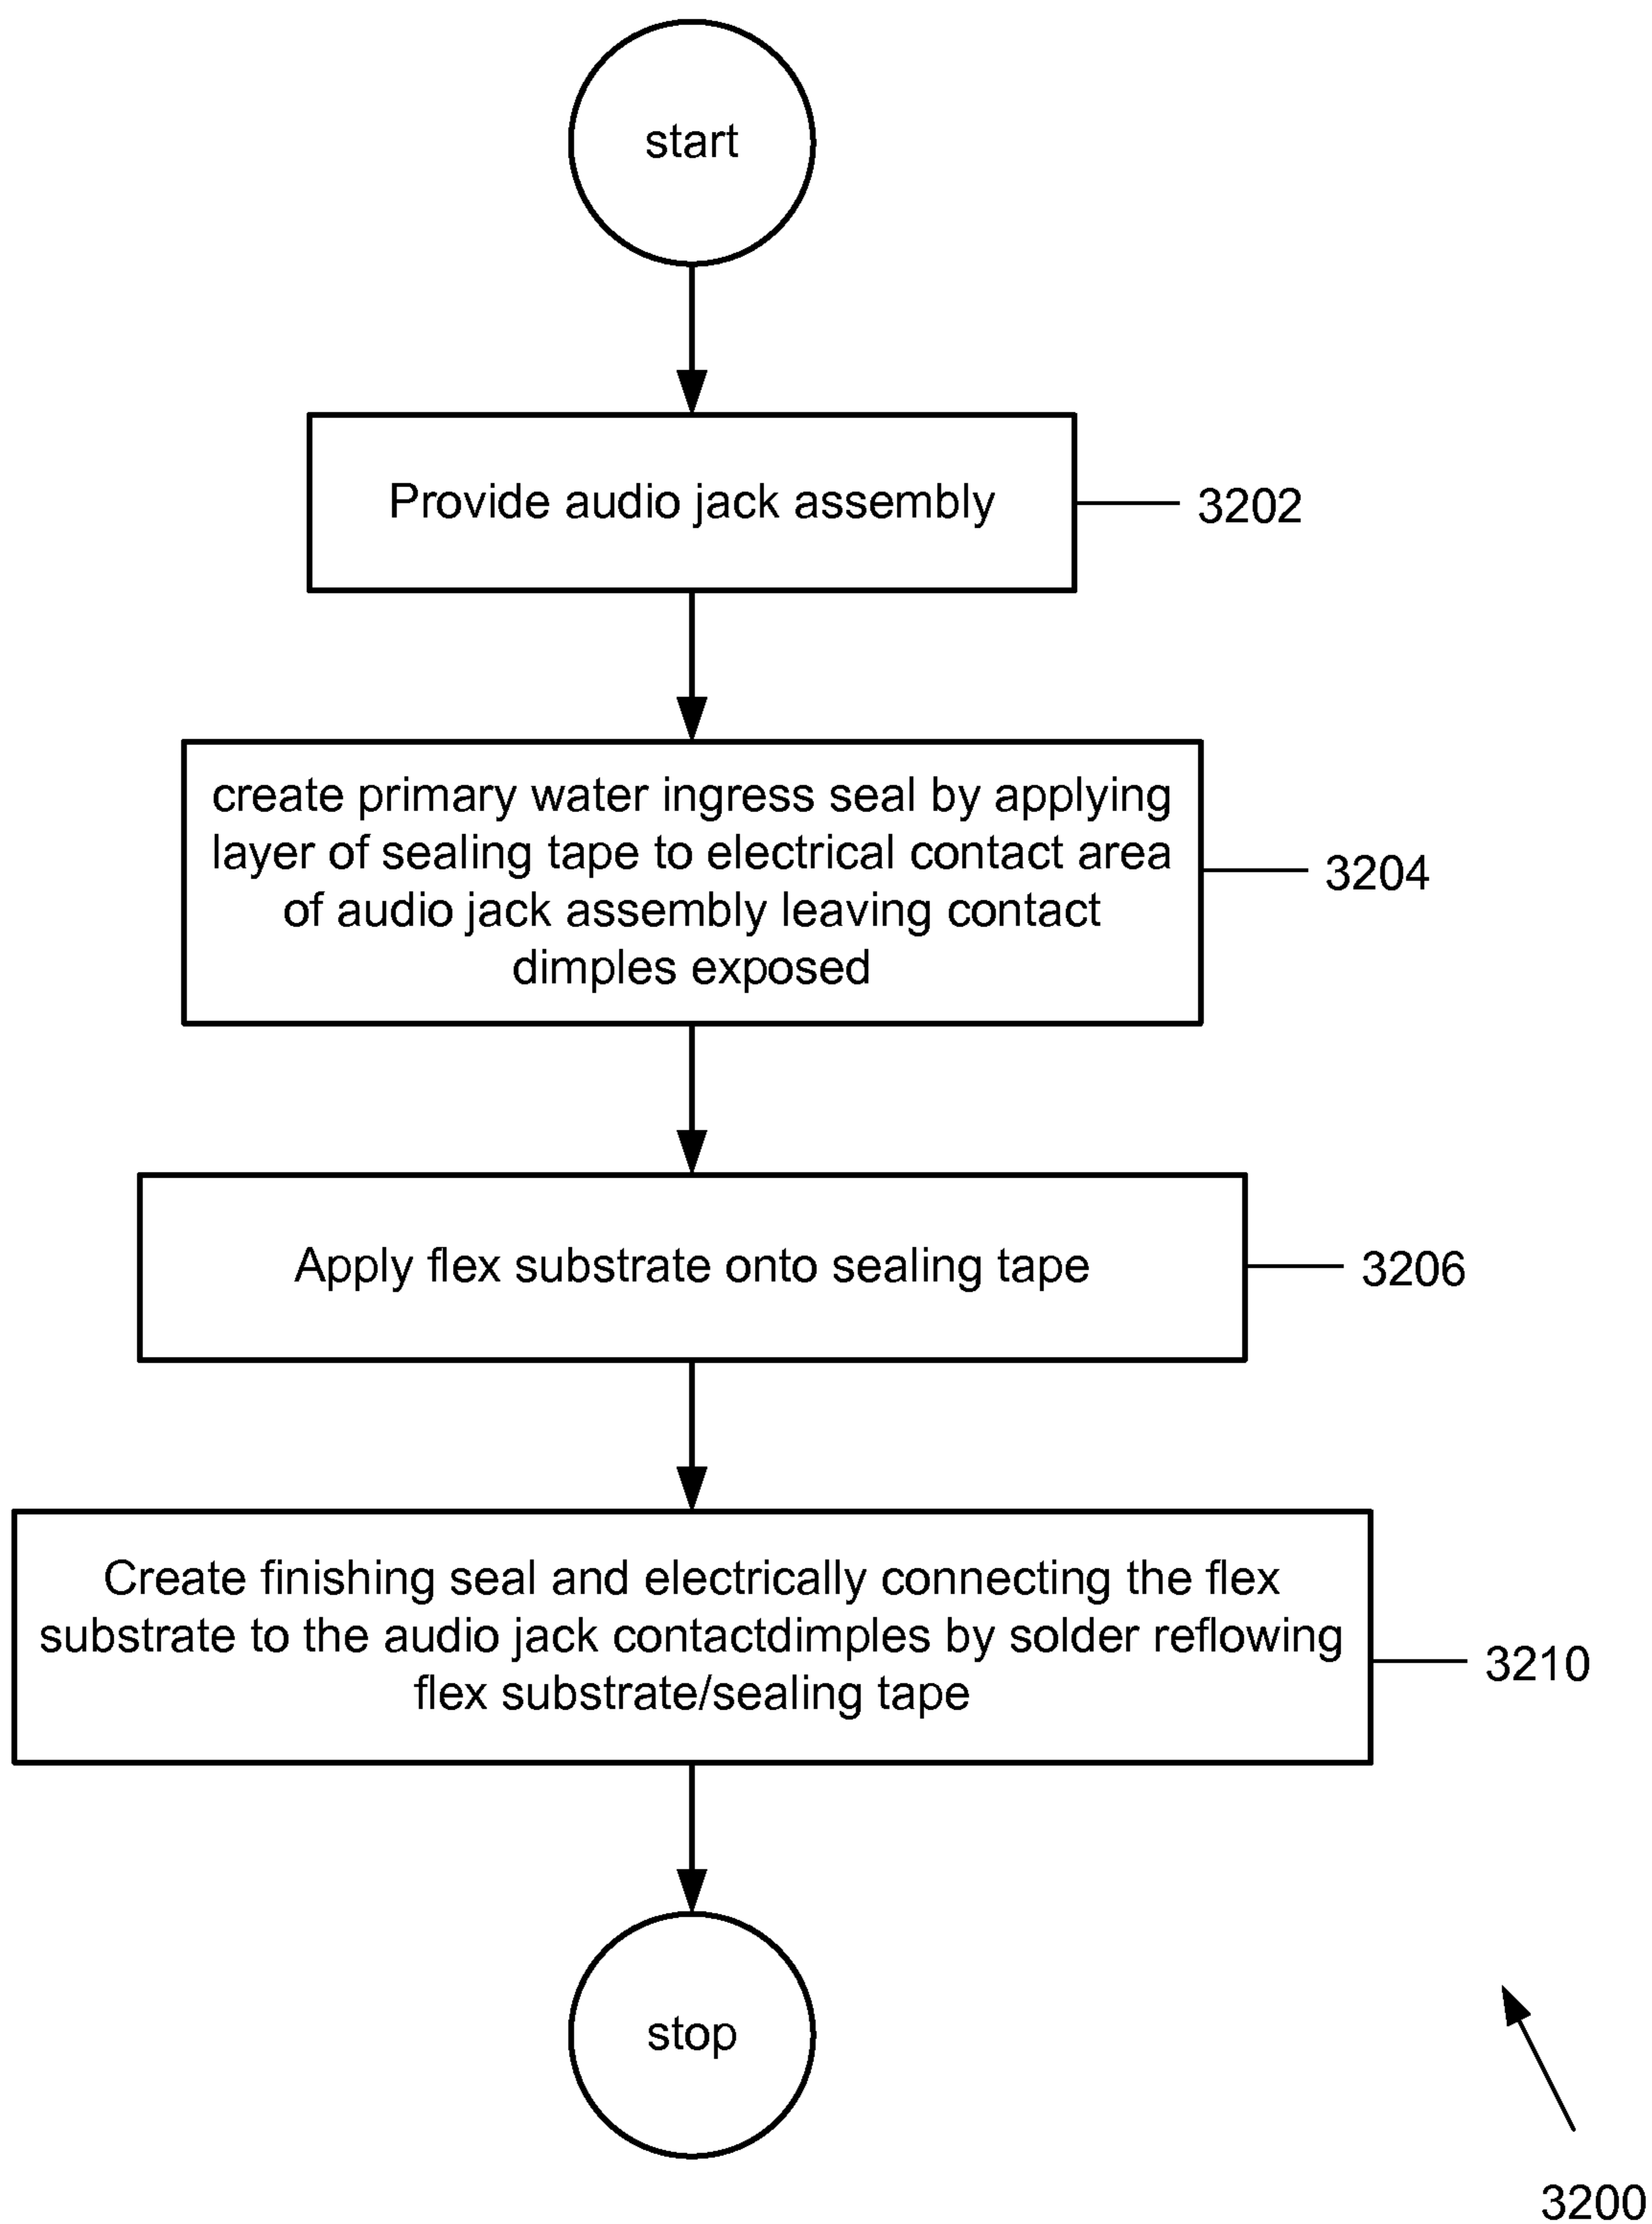 start
Provide audio jack assembly
3202
create primary water ingress seal by applying
layer of sealing tape to electrical contact area
of audio jack assembly leaving contact
dimples exposed
3204
Apply flex substrate onto sealing tape
3206
Create finishing seal and electrically connecting the flex
substrate to the audio jack contactdimples by solder reflowing
flex substrate/sealing tape
3210
stop
3200